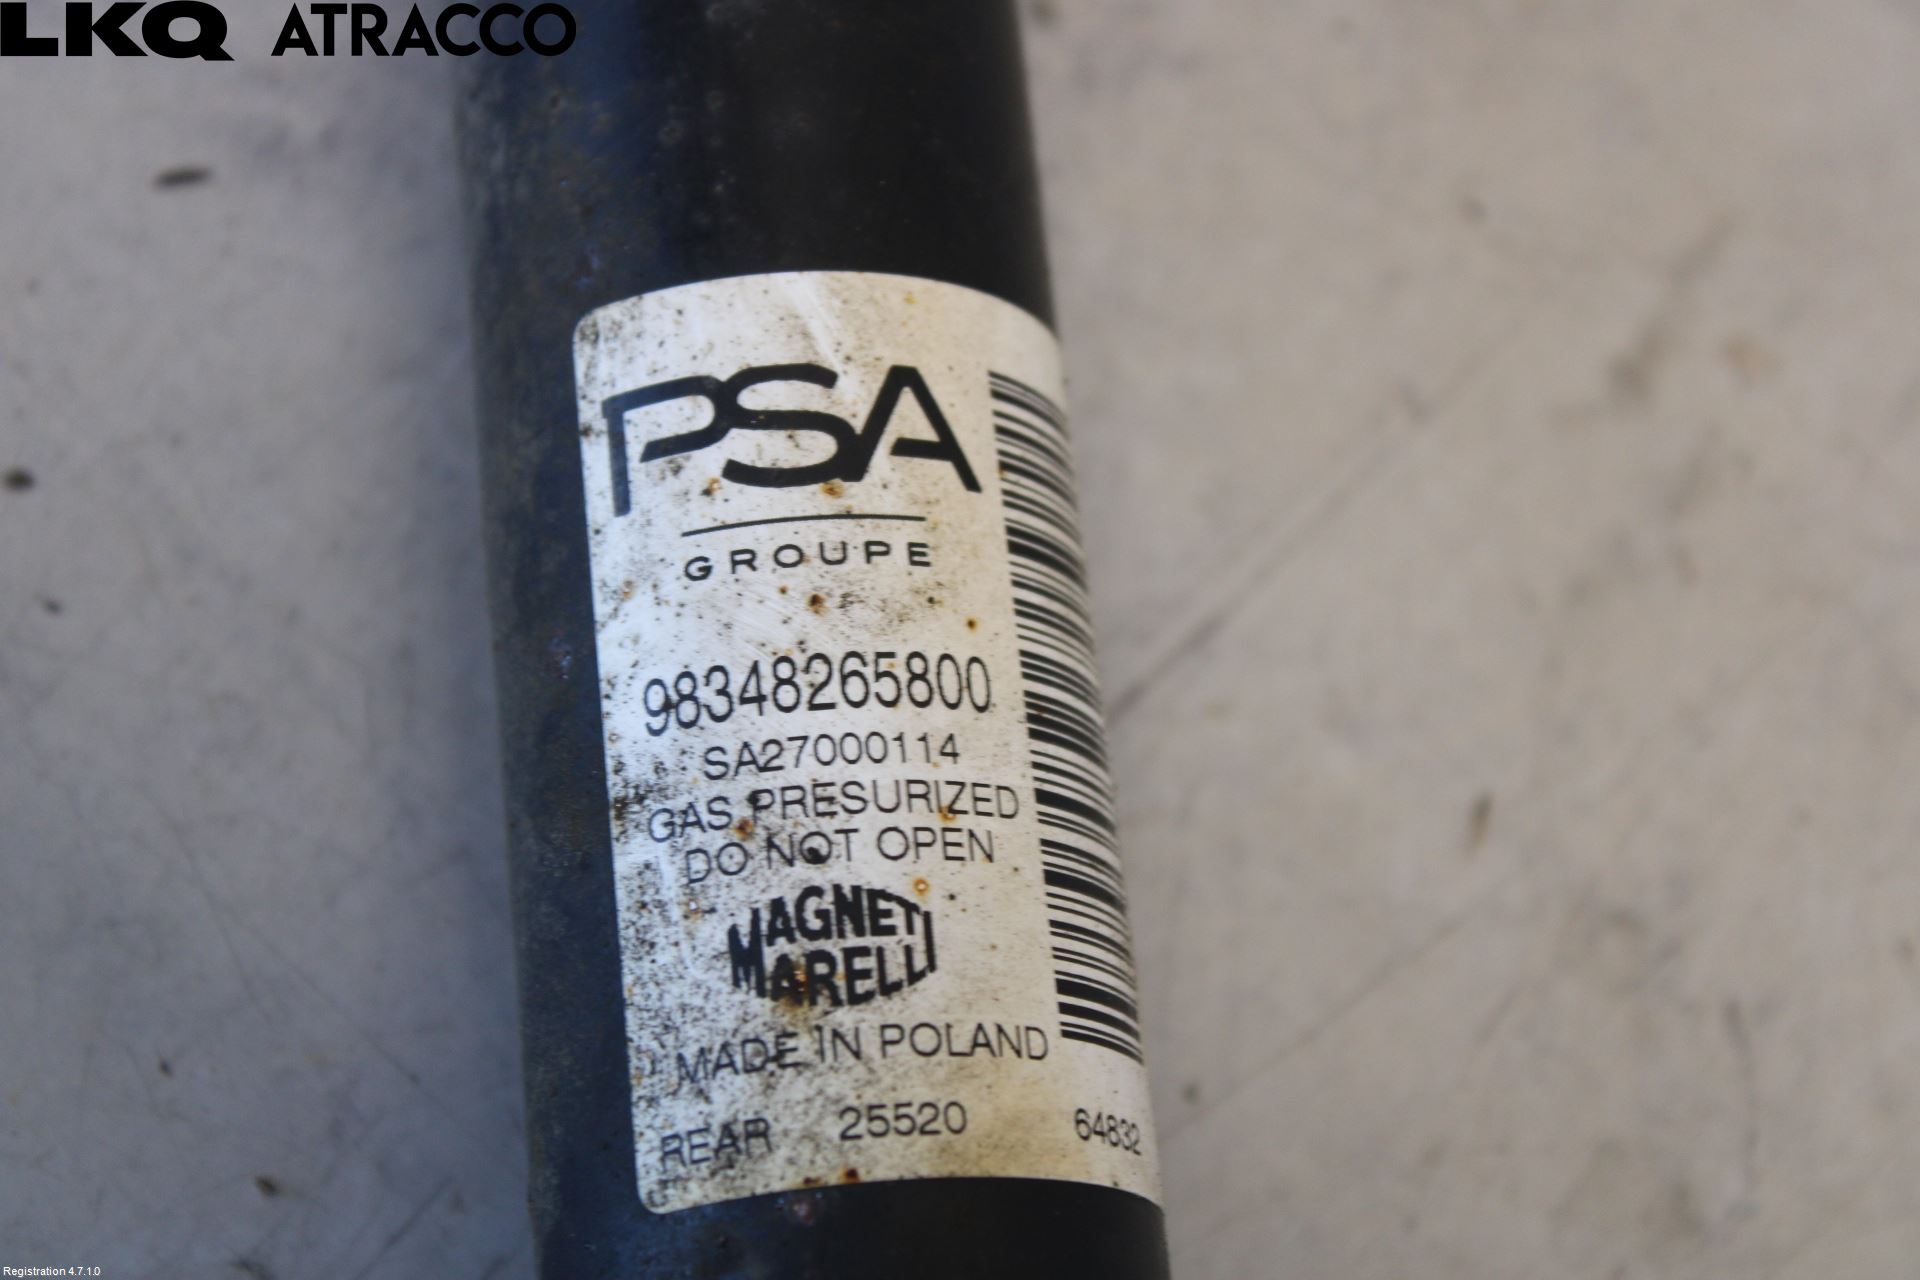 LKQ ATRACCO
PSA
GROUPE
98348265800
SA27000114
GAS PRESURIZED
DO NOT OPEN
MAGNETI
MARELLI
MADE IN POLAND
REAR 25520 64832
Registration 4.7.1.0